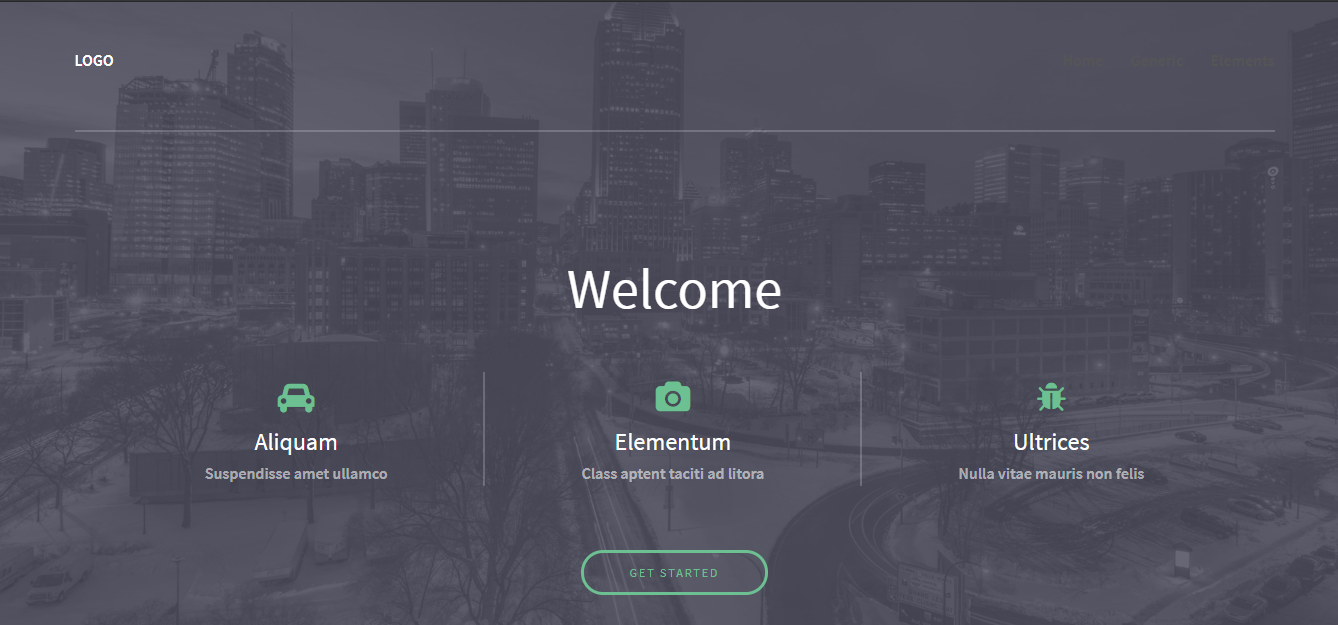 LOGO
Home Generic Elements
Welcome
Aliquam
Suspendisse amet ullamco
Elementum
Class aptent taciti ad litora
Ultrices
Nulla vitae mauris non felis
GET STARTED